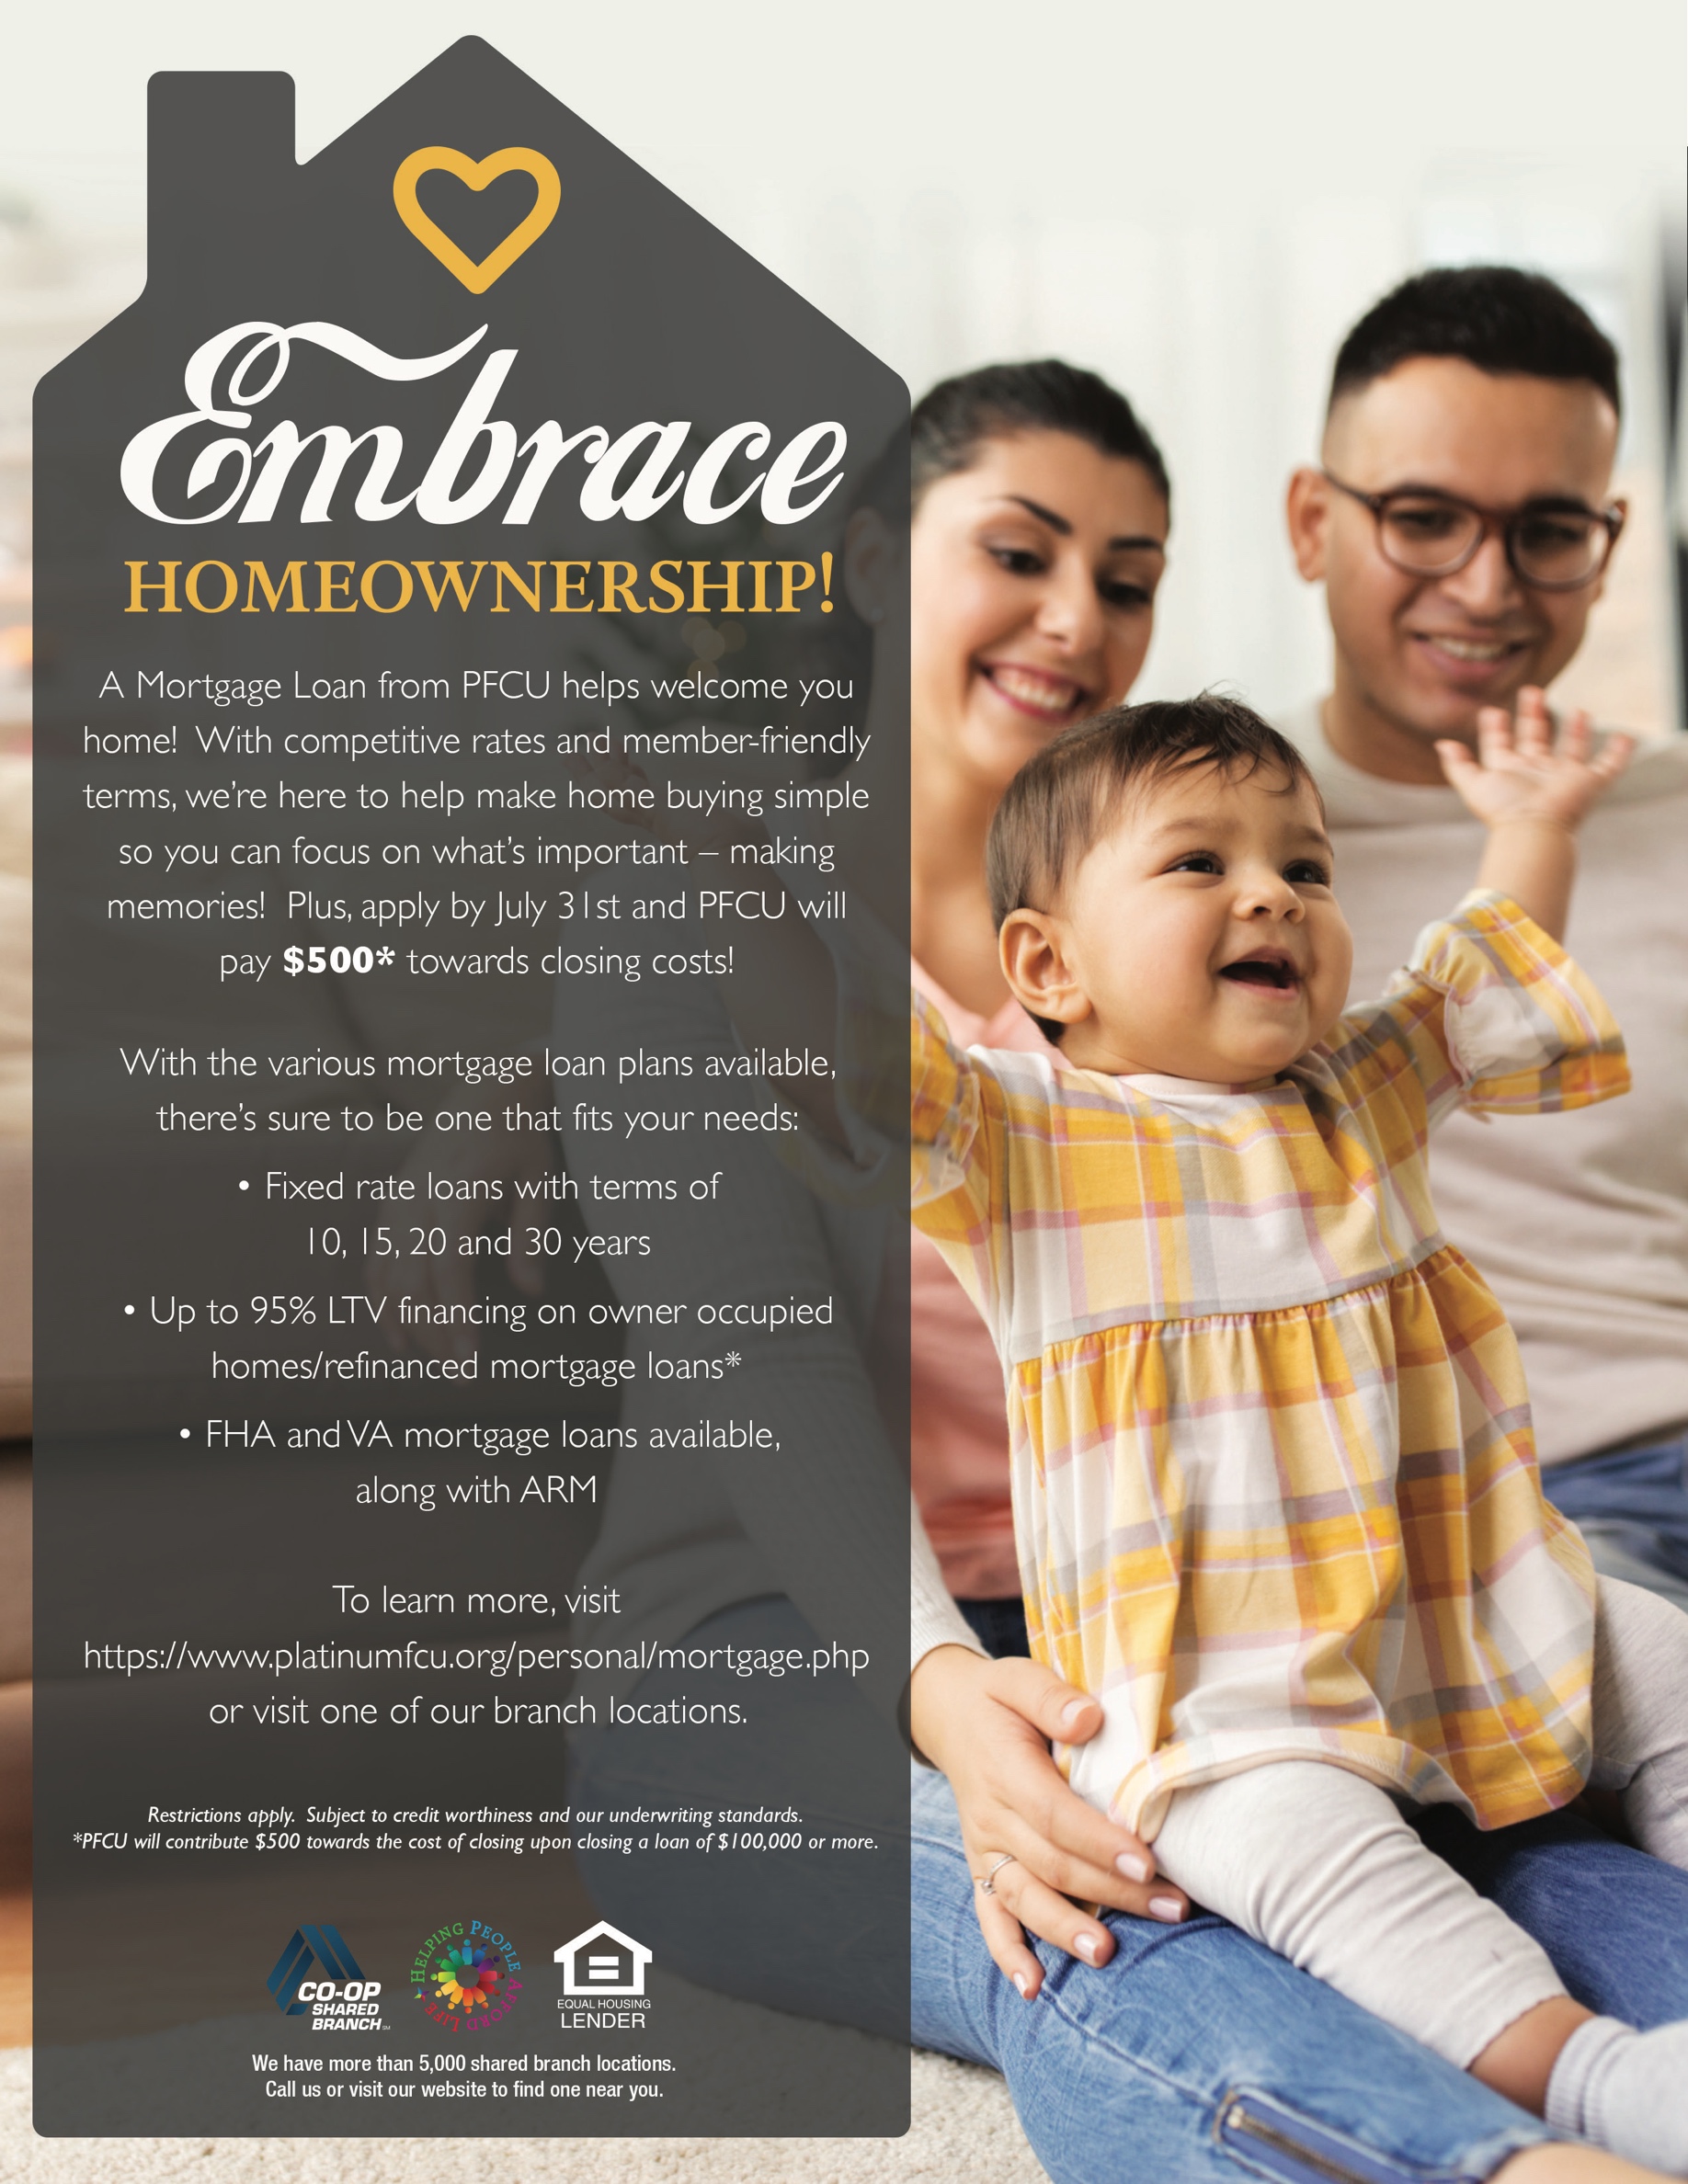 Embrace
HOMEOWNERSHIP!
A Mortgage Loan from PFCU helps welcome you
home!  With competitive rates and member-friendly
terms, we’re here to help make home buying simple
so you can focus on what’s important – making
memories!  Plus, apply by July 31st and PFCU will
pay $500* towards closing costs!
With the various mortgage loan plans available,
there’s sure to be one that fits your needs:
• Fixed rate loans with terms of
10, 15, 20 and 30 years
• Up to 95% LTV financing on owner occupied
homes/refinanced mortgage loans*
• FHA and VA mortgage loans available,
along with ARM
To learn more, visit
https://www.platinumfcu.org/personal/mortgage.php
or visit one of our branch locations.
Restrictions apply.  Subject to credit worthiness and our underwriting standards.
*PFCU will contribute $500 towards the cost of closing upon closing a loan of $100,000 or more.
CO-OP
SHARED
BRANCH SM
HELPING PEOPLE AFFORD LIFE
EQUAL HOUSING
LENDER
We have more than 5,000 shared branch locations.
Call us or visit our website to find one near you.